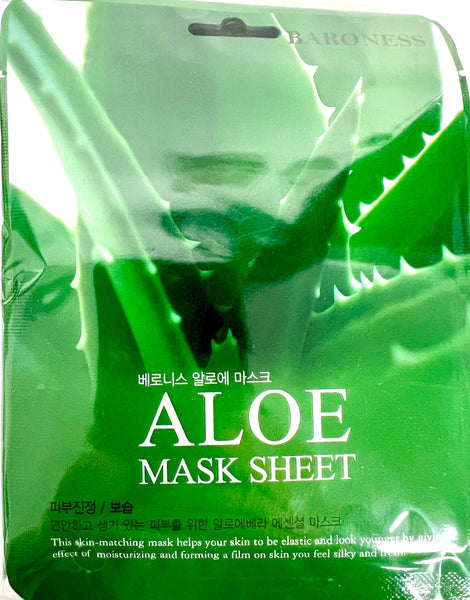 BARONESS
베로니스 알로에 마스크
ALOE
MASK SHEET
피부진정 / 보습
편안하고 생기 있는 피부를 위한 알로에베라 에센셜 마스크
This skin-matching mask helps your skin to be elastic and look younger by
effect of moisturizing and forming a film on skin you feel silky and fresh.